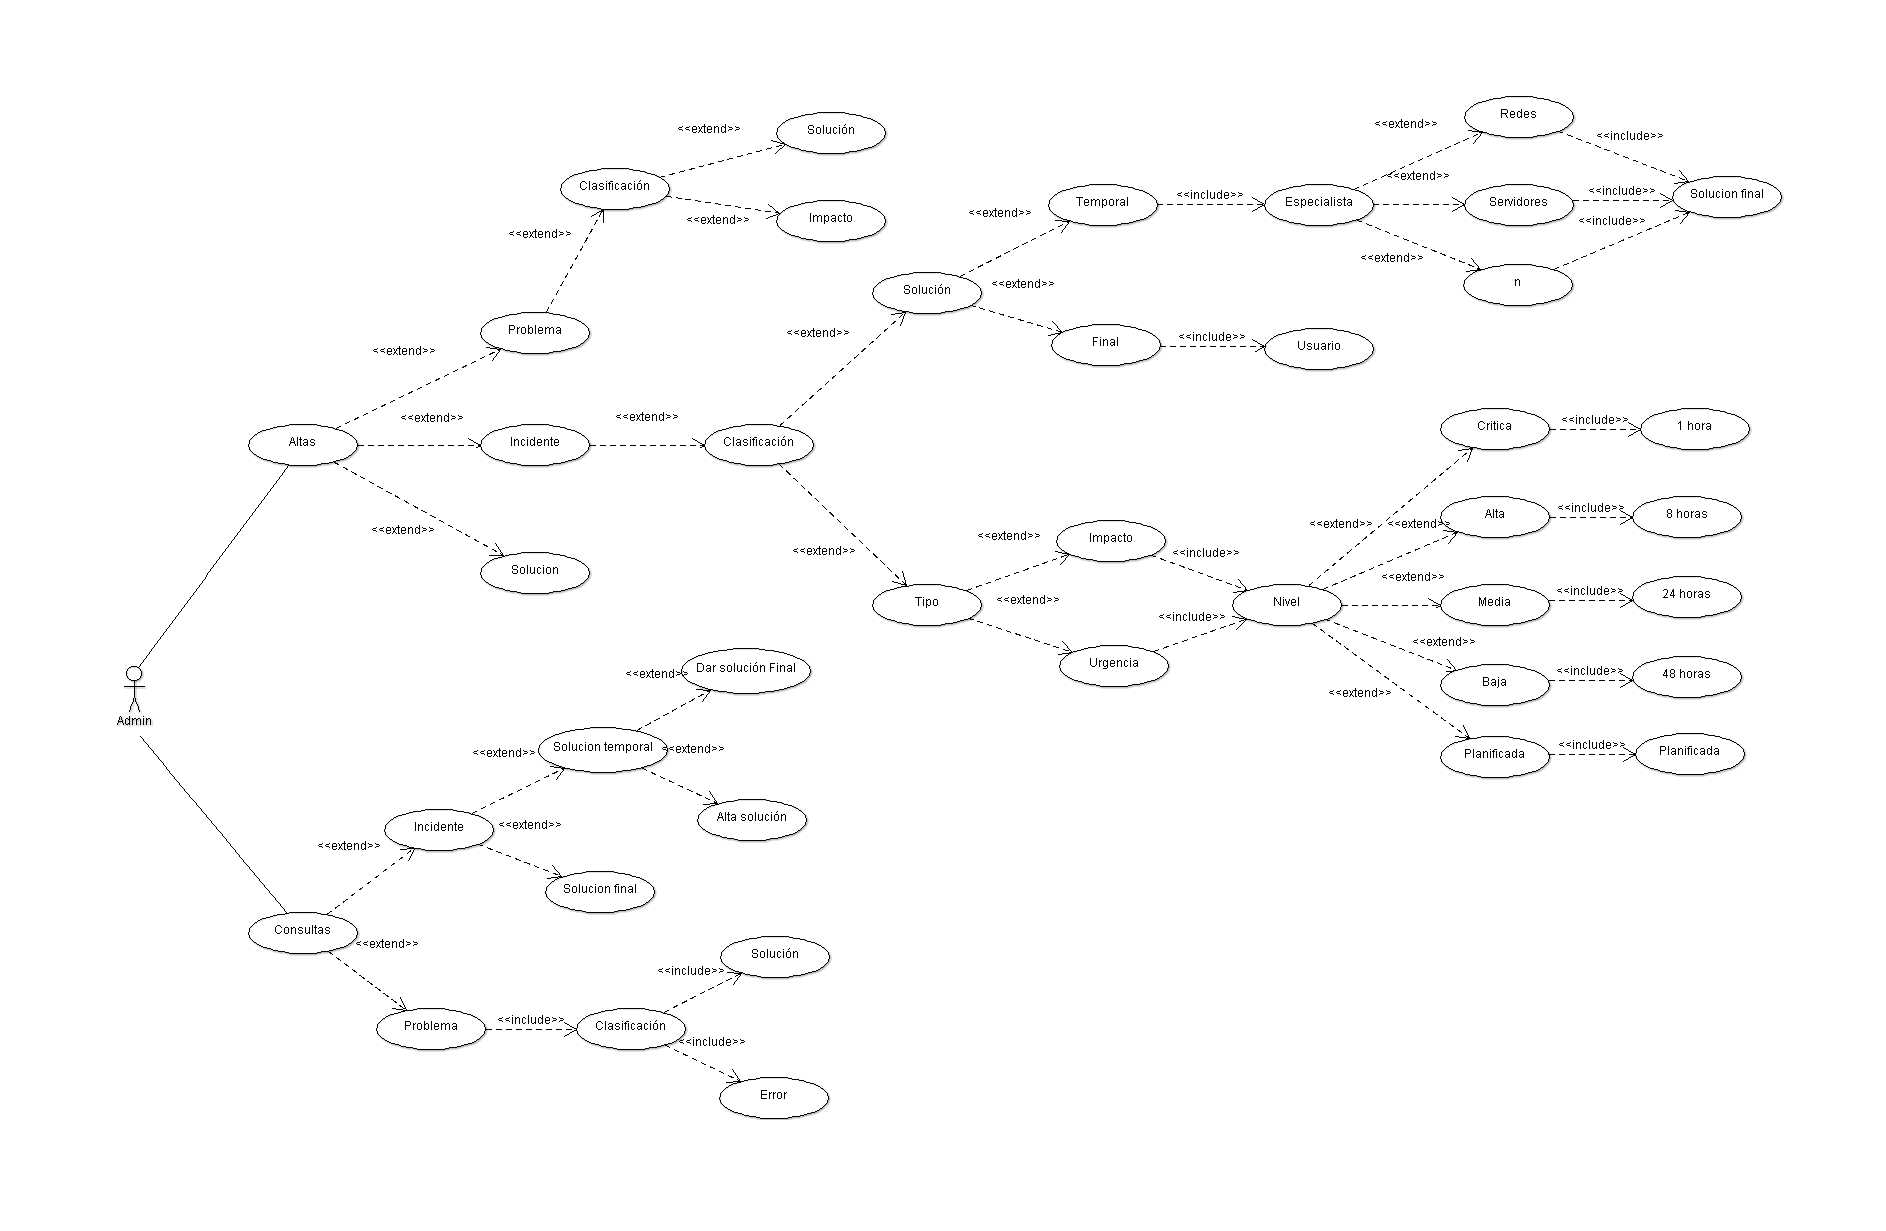 <<extend>>
Solución
Clasificación
<<extend>>
Impacto
<<extend>>
Problema
<<extend>>
Altas
<<extend>>
Incidente
<<extend>>
Clasificación
<<extend>>
Solucion
<<extend>>
Solución
<<extend>>
Temporal
<<include>>
Especialista
<<extend>>
Redes
<<include>>
<<extend>>
Servidores
<<include>>
Solucion final
<<extend>>
n
<<include>>
<<extend>>
Final
<<include>>
Usuario
<<extend>>
Tipo
<<extend>>
Impacto
<<include>>
<<extend>>
Urgencia
<<include>>
Nivel
<<extend>>
Critica
<<include>>
1 hora
<<extend>>
Alta
<<include>>
8 horas
<<extend>>
Media
<<include>>
24 horas
<<extend>>
Baja
<<include>>
48 horas
<<extend>>
Planificada
<<include>>
Planificada
Admin
Consultas
<<extend>>
Incidente
<<extend>>
Solucion temporal
<<extend>>
Dar solución Final
<<extend>>
Alta solución
<<extend>>
Solucion final
<<extend>>
Problema
<<include>>
Clasificación
<<include>>
Solución
<<include>>
Error